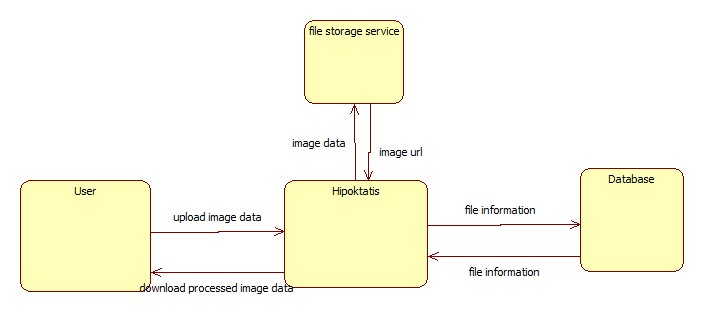 file storage service
image data
image url
User
Hipoktatis
Database
upload image data
file information
download processed image data
file information